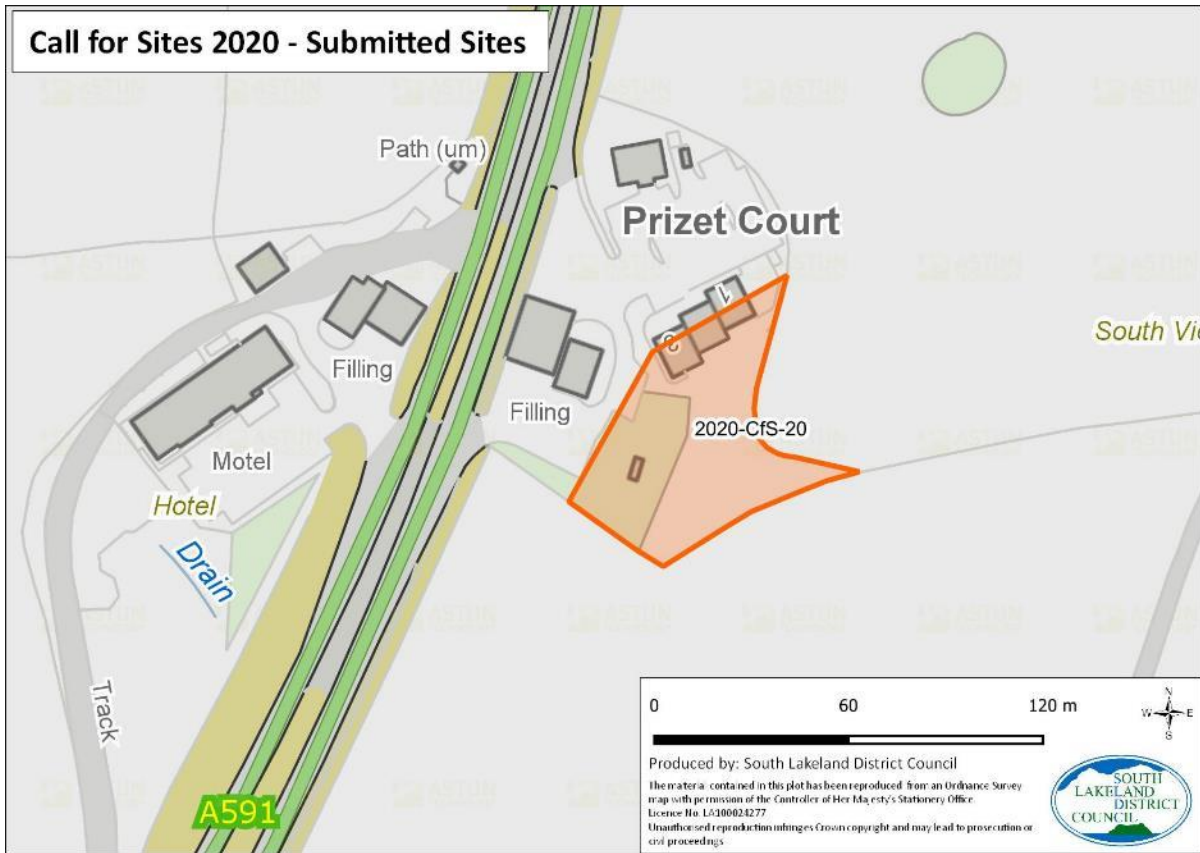 Call for Sites 2020 - Submitted Sites
Path (um)
Prizet Court
1
3
Filling
Filling
South Vi
2020-CfS-20
Motel
Hotel
Drain
Track
A591
0 60 120 m
N
W E
S
Produced by: South Lakeland District Council
The material contained in this plot has been reproduced from an Ordnance Survey
map with permission of the Controller of Her Majesty's Stationery Office
Licence No. LA100024277
Unauthorised reproduction infringes Crown copyright and may lead to prosecution or
civil proceedings
SOUTH
LAKELAND
DISTRICT
COUNCIL
ASTUN